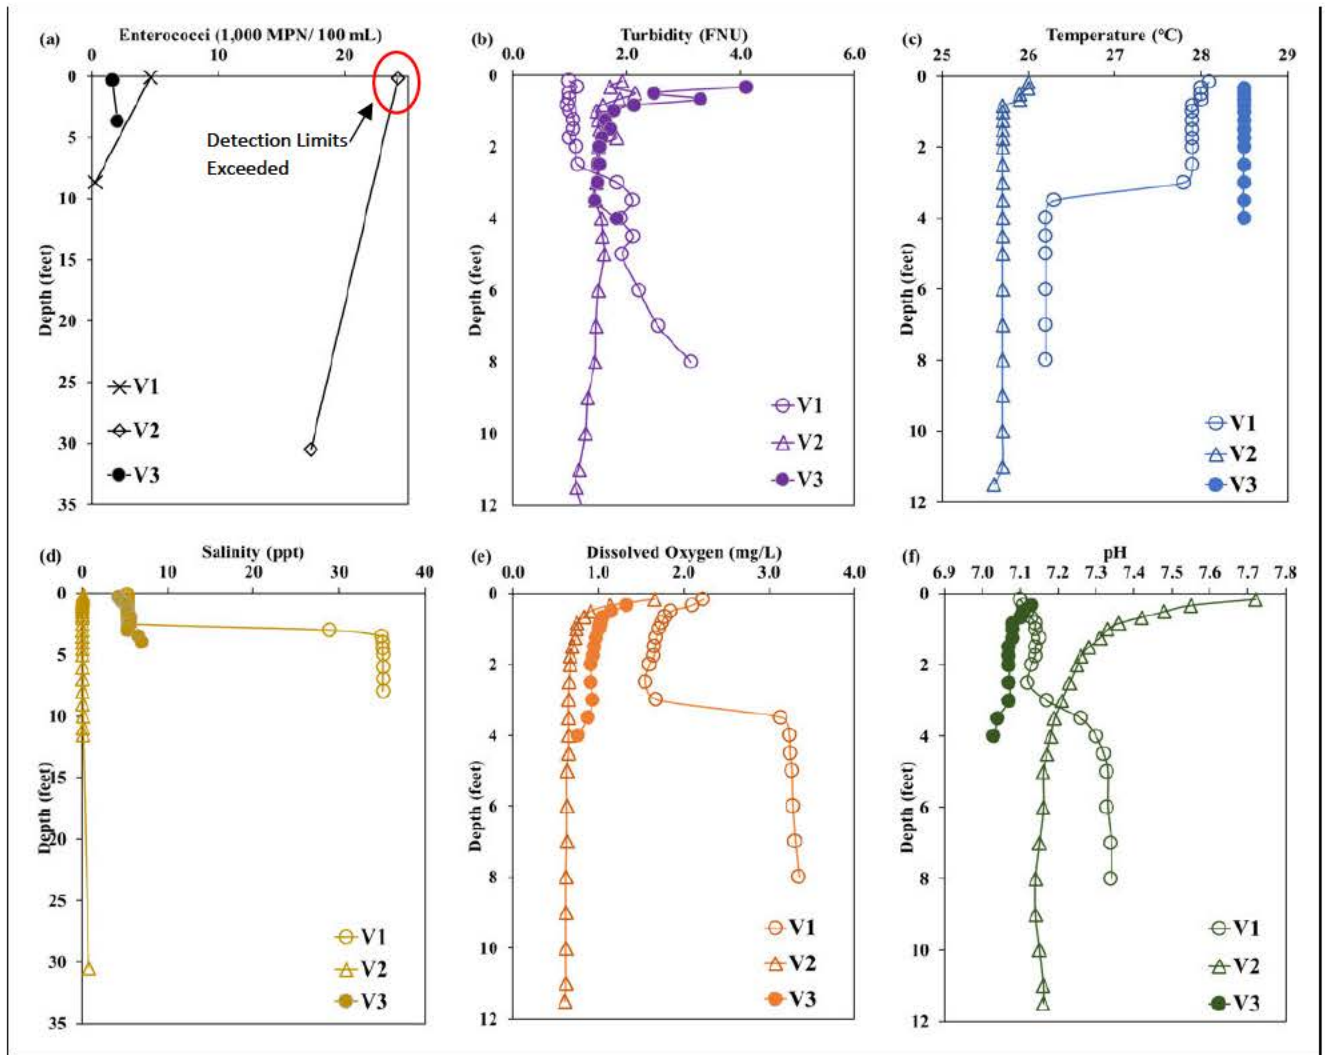 (a) Enterococci (1,000 MPN/ 100 mL)
0 10 20
0
5
10
15
20
25
30
35
Depth (feet)
Detection Limits
Exceeded
V1
V2
V3
(b) Turbidity (FNU)
0.0 2.0 4.0 6.0
0
2
4
6
8
10
12
Depth (feet)
V1
V2
V3
(c) Temperature (°C)
25 26 27 28 29
0
2
4
6
8
10
12
Depth (feet)
V1
V2
V3
(d) Salinity (ppt)
0 10 20 30 40
0
5
10
15
20
25
30
35
Depth (feet)
V1
V2
V3
(e) Dissolved Oxygen (mg/L)
0.0 1.0 2.0 3.0 4.0
0
2
4
6
8
10
12
Depth (feet)
V1
V2
V3
(f) pH
6.9 7.0 7.1 7.2 7.3 7.4 7.5 7.6 7.7 7.8
0
2
4
6
8
10
12
Depth (feet)
V1
V2
V3